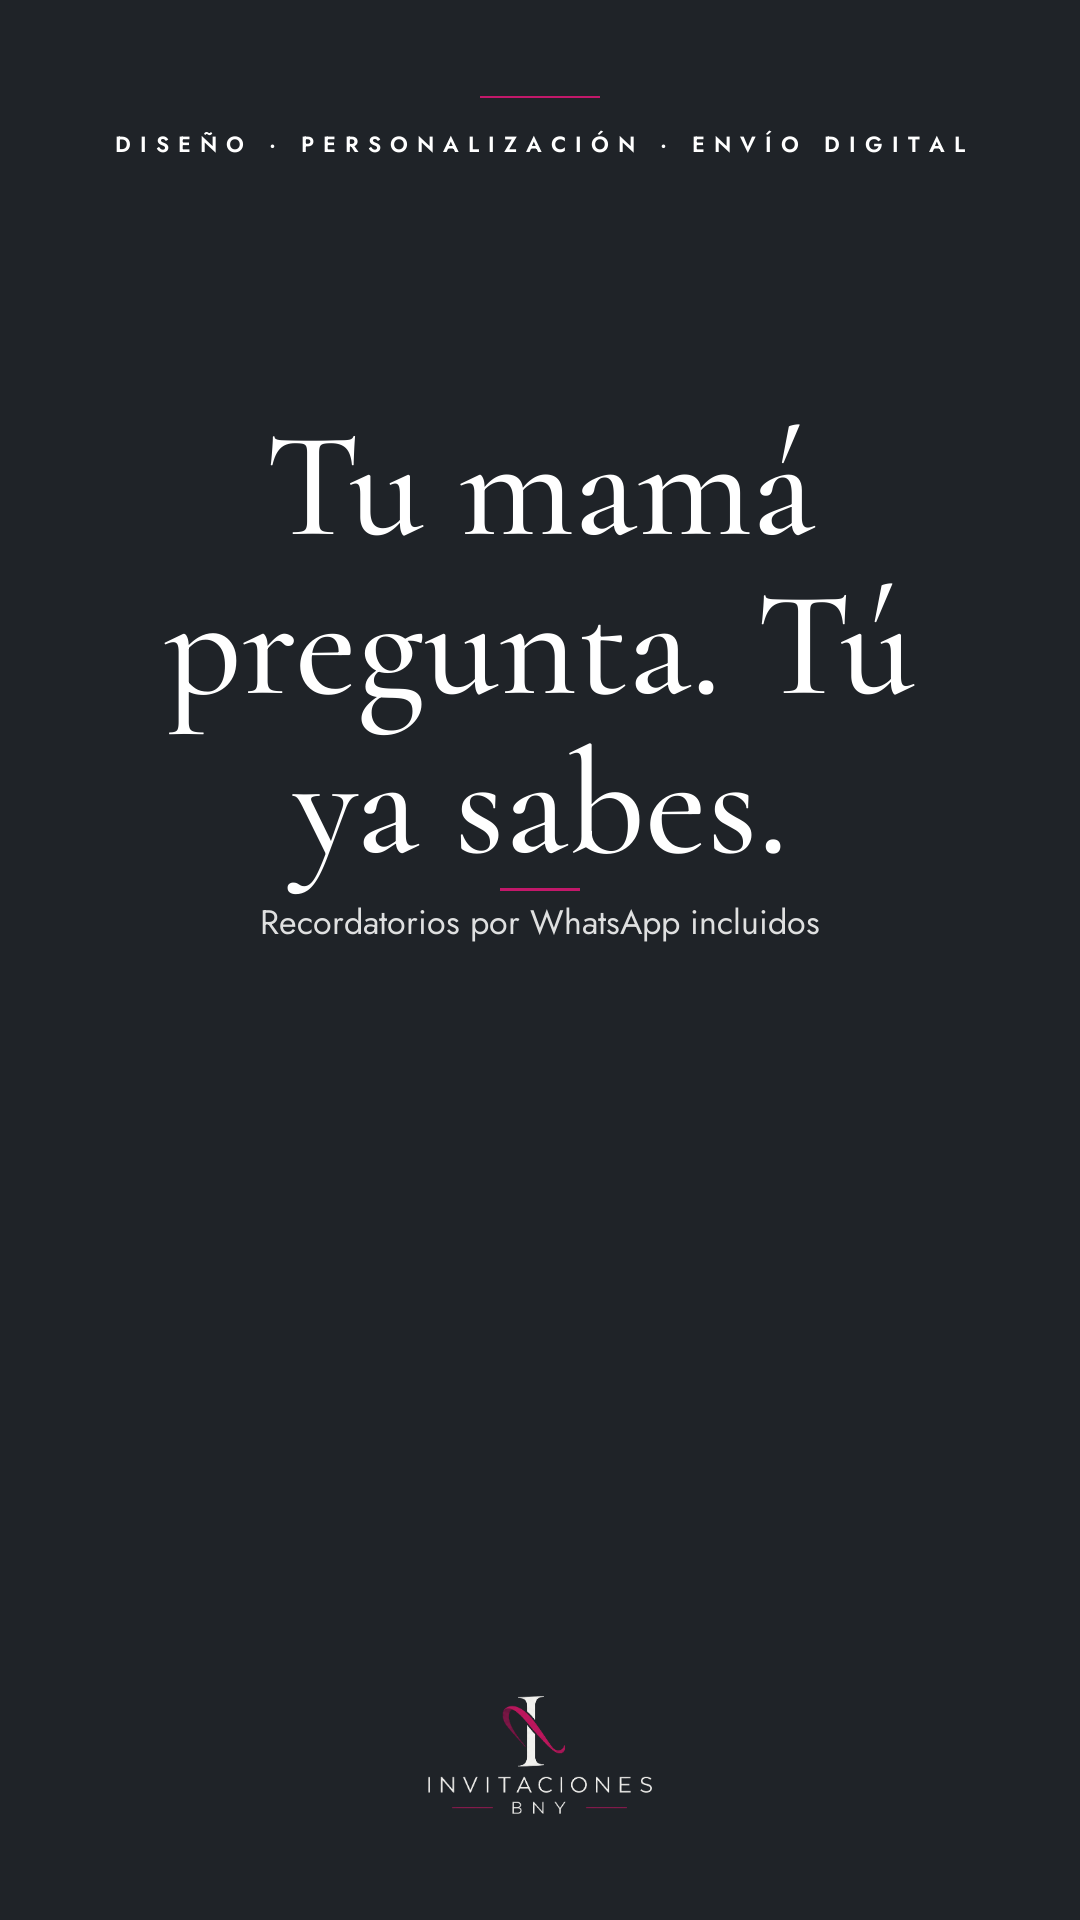 DISEÑO · PERSONALIZACIÓN · ENVÍO DIGITAL
Tu mamá
pregunta. Tú
ya sabes.
Recordatorios por WhatsApp incluidos
INVITACIONES
BNY